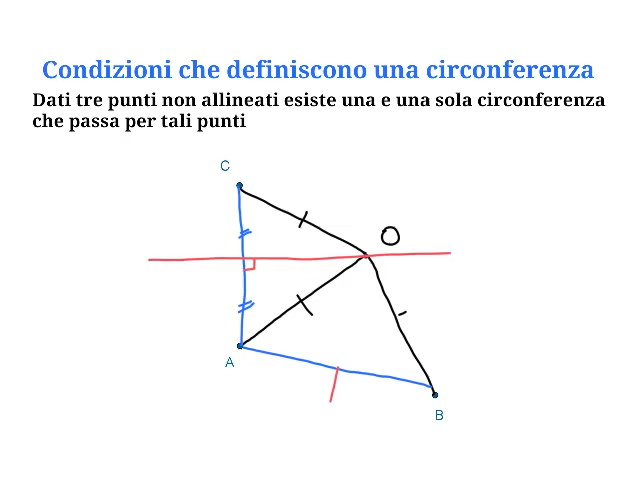 Condizioni che definiscono una circonferenza
Dati tre punti non allineati esiste una e una sola circonferenza
che passa per tali punti
C
O
A
B